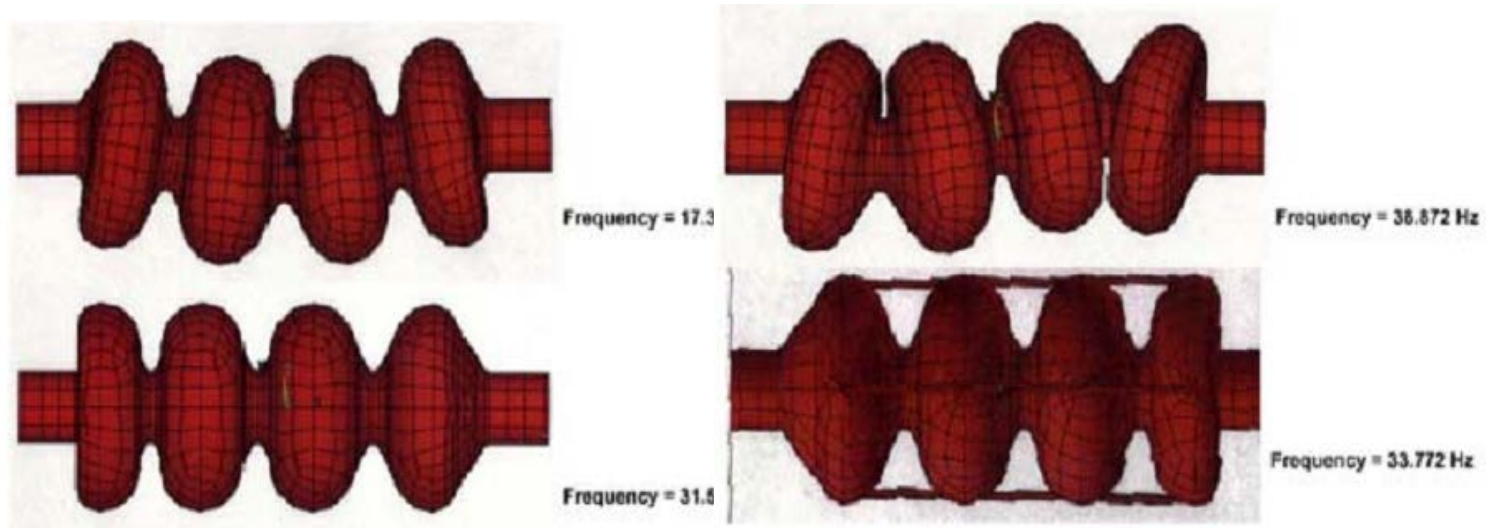 Frequency = 17.3
Frequency = 38.872 Hz
Frequency = 31.5
Frequency = 33.772 Hz